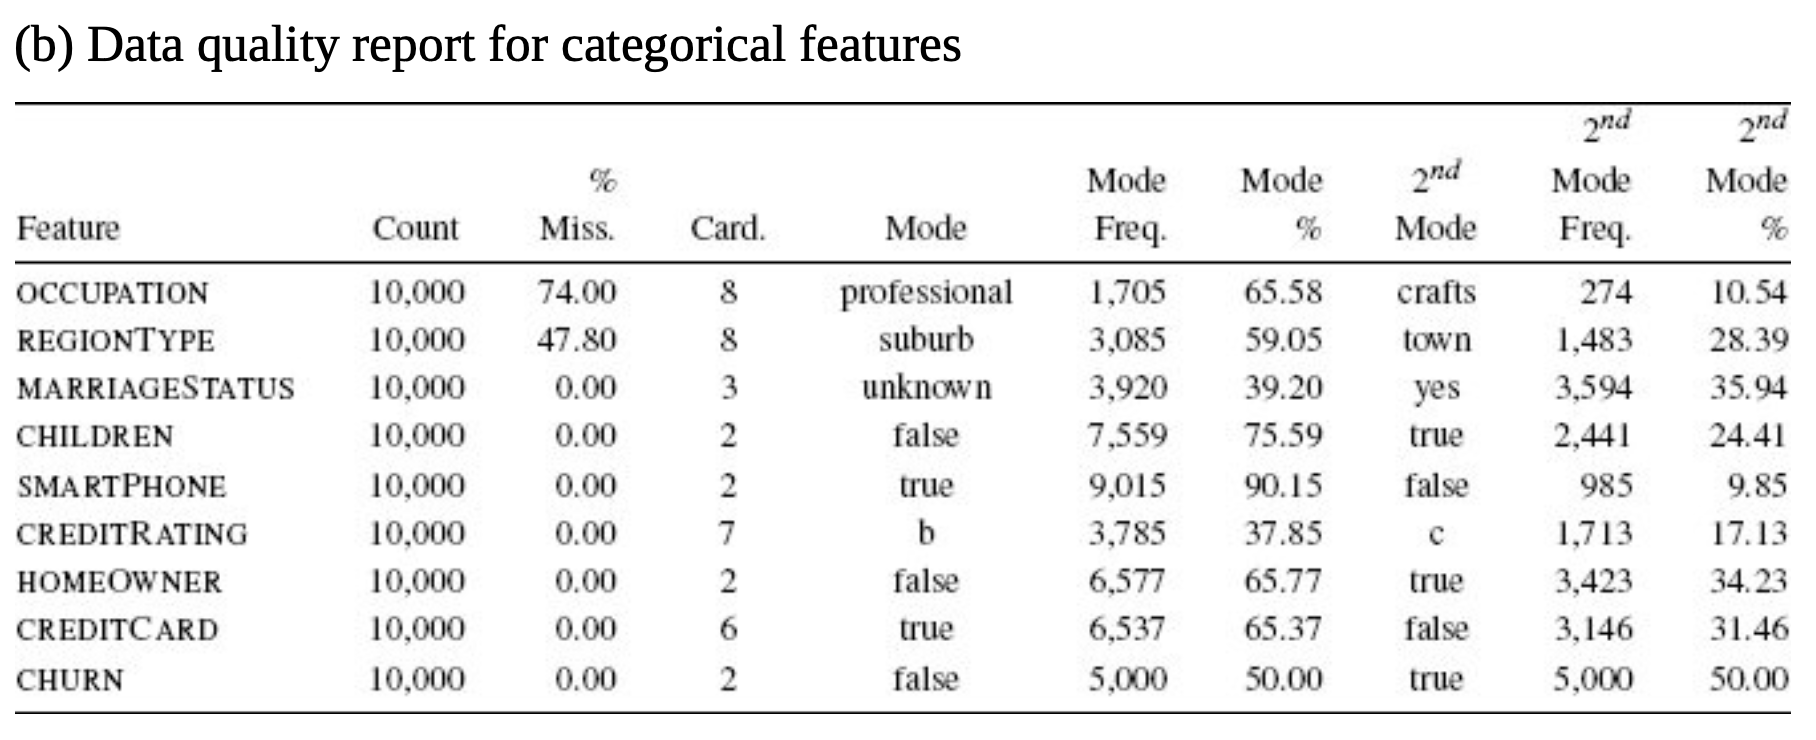 (b) Data quality report for categorical features
2nd 2nd
% Mode Mode 2nd Mode Mode
Feature Count Miss. Card. Mode Freq. % Mode Freq. %
OCCUPATION 10,000 74.00 8 professional 1,705 65.58 crafts 274 10.54
REGIONTYPE 10,000 47.80 8 suburb 3,085 59.05 town 1,483 28.39
MARRIAGESTATUS 10,000 0.00 3 unknown 3,920 39.20 yes 3,594 35.94
CHILDREN 10,000 0.00 2 false 7,559 75.59 true 2,441 24.41
SMARTPHONE 10,000 0.00 2 true 9,015 90.15 false 985 9.85
CREDITRATING 10,000 0.00 7 b 3,785 37.85 c 1,713 17.13
HOMEOWNER 10,000 0.00 2 false 6,577 65.77 true 3,423 34.23
CREDITCARD 10,000 0.00 6 true 6,537 65.37 false 3,146 31.46
CHURN 10,000 0.00 2 false 5,000 50.00 true 5,000 50.00